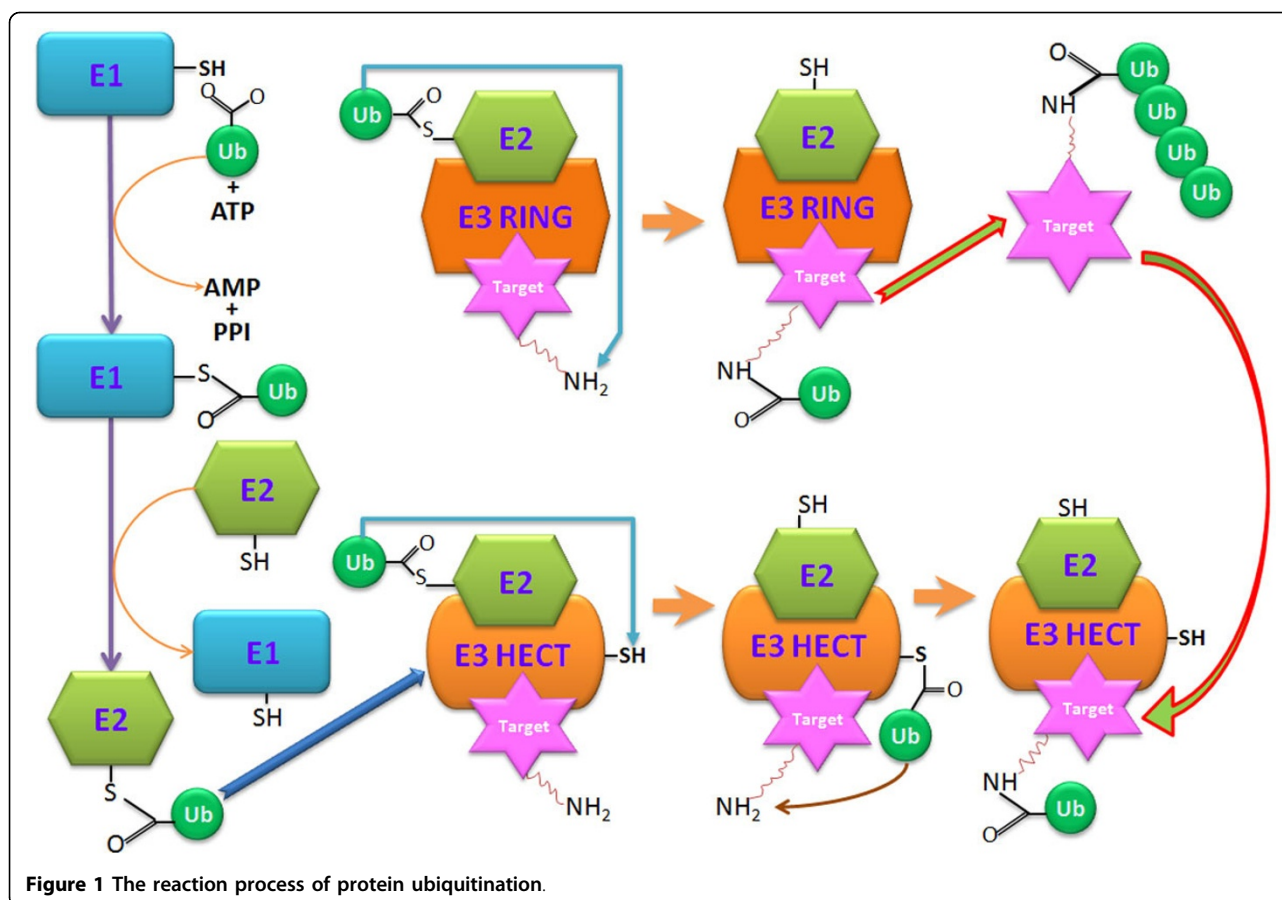 E1
SH
O
O
Ub
+
ATP
AMP
+
PPI
E1
S
O
Ub
E2
SH
E1
SH
E2
S
O
Ub
Ub
O
S
E2
E3 RING
Target
NH2
SH
E2
E3 RING
Target
NH
O
Ub
O
NH
Ub
Ub
Ub
Ub
Target
Ub
O
S
E2
E3 HECT
SH
Target
NH2
SH
E2
E3 HECT
S
O
Target
Ub
NH2
SH
E2
E3 HECT
SH
Target
NH
O
Ub
Figure 1 The reaction process of protein ubiquitination.